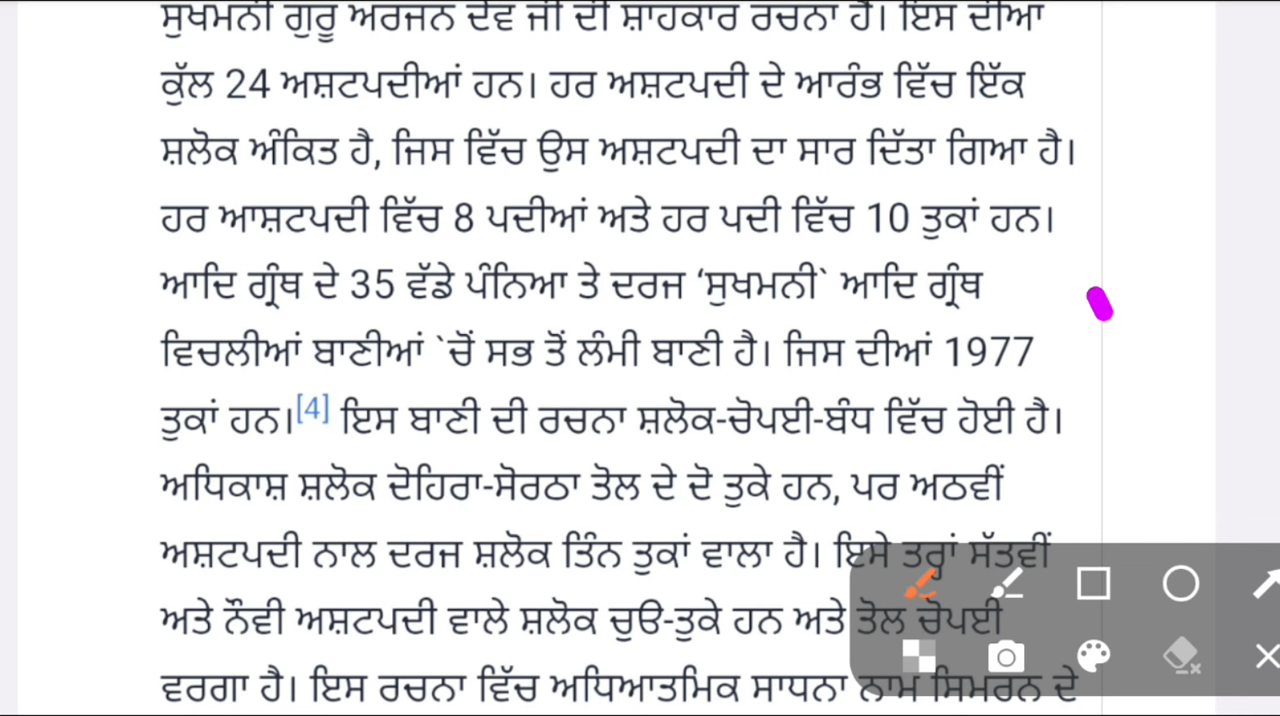 ਸੁਖਮਨੀ ਗੁਰੂ ਅਰਜਨ ਦੇਵ ਜੀ ਦੀ ਸ਼ਾਹਕਾਰ ਰਚਨਾ ਹੈ। ਇਸ ਦੀਆਂ
ਕੁੱਲ 24 ਅਸ਼ਟਪਦੀਆਂ ਹਨ। ਹਰ ਅਸ਼ਟਪਦੀ ਦੇ ਆਰੰਭ ਵਿੱਚ ਇੱਕ
ਸ਼ਲੋਕ ਅੰਕਿਤ ਹੈ, ਜਿਸ ਵਿੱਚ ਉਸ ਅਸ਼ਟਪਦੀ ਦਾ ਸਾਰ ਦਿੱਤਾ ਗਿਆ ਹੈ।
ਹਰ ਆਸ਼ਟਪਦੀ ਵਿੱਚ 8 ਪਦੀਆਂ ਅਤੇ ਹਰ ਪਦੀ ਵਿੱਚ 10 ਤੁਕਾਂ ਹਨ।
ਆਦਿ ਗ੍ਰੰਥ ਦੇ 35 ਵੱਡੇ ਪੰਨਿਆ ਤੇ ਦਰਜ ‘ਸੁਖਮਨੀ` ਆਦਿ ਗ੍ਰੰਥ
ਵਿਚਲੀਆਂ ਬਾਣੀਆਂ `ਚੋਂ ਸਭ ਤੋਂ ਲੰਮੀ ਬਾਣੀ ਹੈ। ਜਿਸ ਦੀਆਂ 1977
ਤੁਕਾਂ ਹਨ।[4] ਇਸ ਬਾਣੀ ਦੀ ਰਚਨਾ ਸ਼ਲੋਕ-ਚੋਪਈ-ਬੰਧ ਵਿੱਚ ਹੋਈ ਹੈ।
ਅਧਿਕਾਸ਼ ਸ਼ਲੋਕ ਦੋਹਿਰਾ-ਸੋਰਠਾ ਤੋਲ ਦੇ ਦੋ ਤੁਕੇ ਹਨ, ਪਰ ਅਠਵੀਂ
ਅਸ਼ਟਪਦੀ ਨਾਲ ਦਰਜ ਸ਼ਲੋਕ ਤਿੰਨ ਤੁਕਾਂ ਵਾਲਾ ਹੈ। ਇਸੇ ਤਰ੍ਹਾਂ ਸੱਤਵੀਂ
ਅਤੇ ਨੌਵੀ ਅਸ਼ਟਪਦੀ ਵਾਲੇ ਸ਼ਲੋਕ ਚੁੳ-ਤੁਕੇ ਹਨ ਅਤੇ ਤੋਲ ਚੋਪਈ
ਵਰਗਾ ਹੈ। ਇਸ ਰਚਨਾ ਵਿੱਚ ਅਧਿਆਤਮਿਕ ਸਾਧਨਾ ਨਾਮ ਸਿਮਰਨ ਦੇ